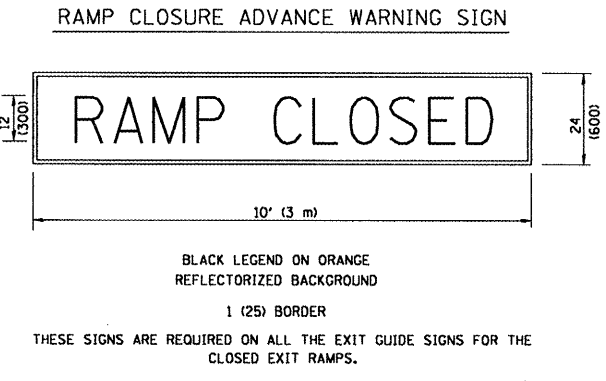 RAMP CLOSURE ADVANCE WARNING SIGN
RAMP CLOSED
12
(300)
24
(600)
10' (3 m)
BLACK LEGEND ON ORANGE
REFLECTORIZED BACKGROUND
1 (25) BORDER
THESE SIGNS ARE REQUIRED ON ALL THE EXIT GUIDE SIGNS FOR THE
CLOSED EXIT RAMPS.